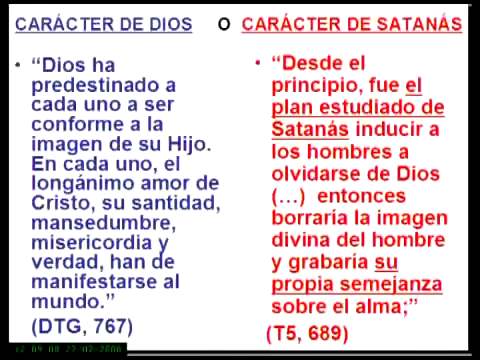 CARÁCTER DE DIOS O CARÁCTER DE SATANÁS
• “Dios ha
predestinado a
cada uno a ser
conforme a la
imagen de su Hijo.
En cada uno, el
longánimo amor de
Cristo, su santidad,
mansedumbre,
misericordia y
verdad, han de
manifestarse al
mundo.”
(DTG, 767)
• “Desde el
principio, fue el
plan estudiado de
Satanás inducir a
los hombres a
olvidarse de Dios
(…) entonces
borraría la imagen
divina del hombre
y grabaría su
propia semejanza
sobre el alma;”
(T5, 689)